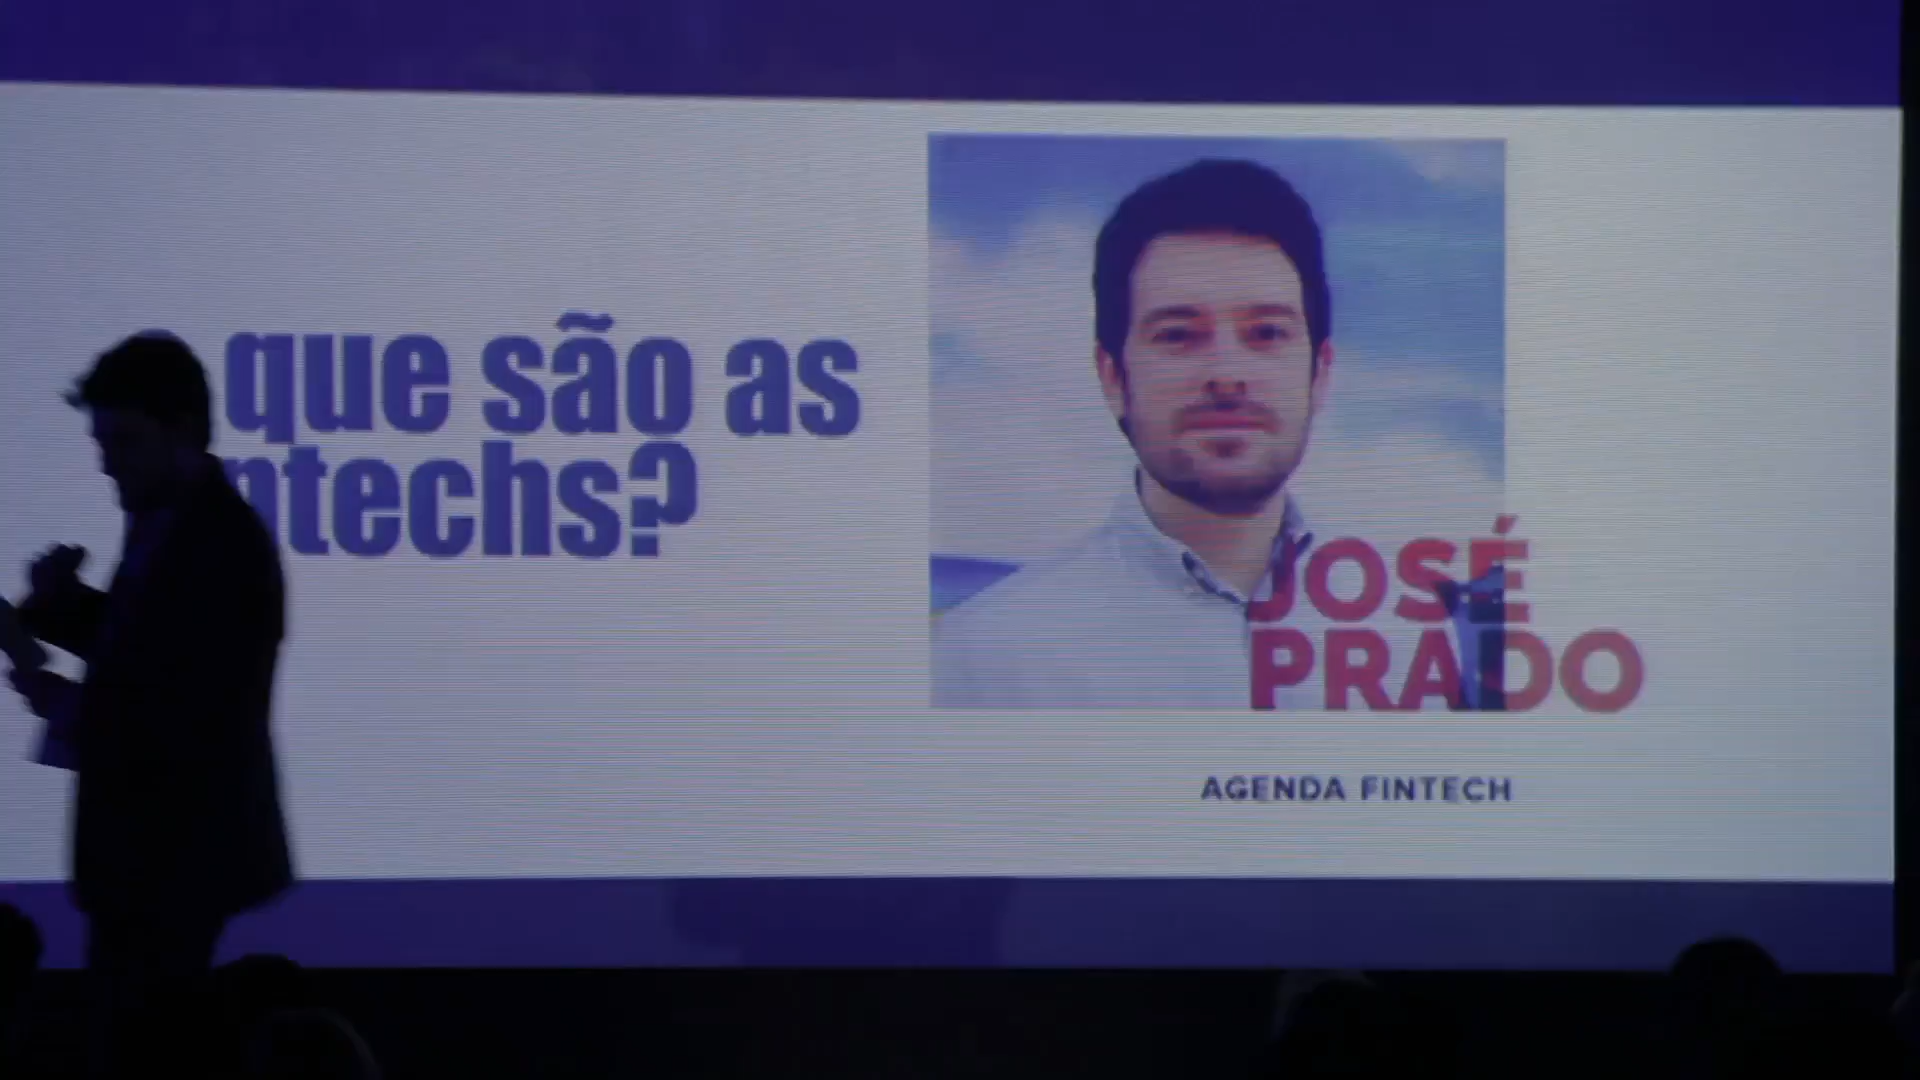 que são as
ntechs?
JOSÉ
PRADO
AGENDA FINTECH